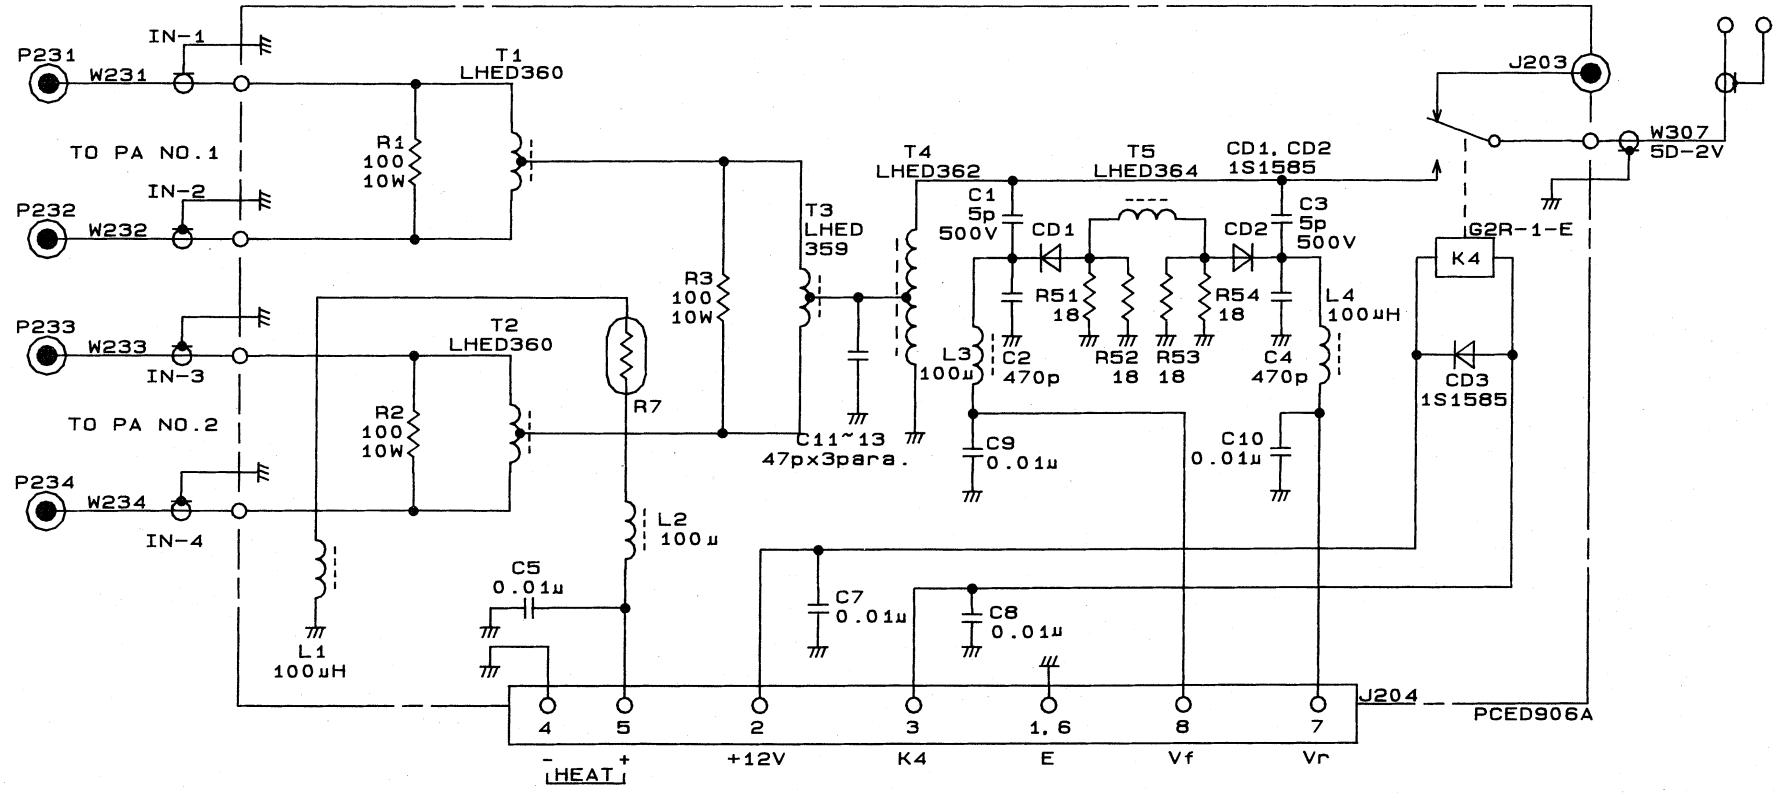 IN-1
P231
W231
T1
LHED360
J203
R1
100
10W
TO PA NO.1
W307
5D-2V
T4
LHED362
T5
LHED364
CD1, CD2
1S1585
IN-2
P232
W232
T3
LHED
359
C1
5p
500V
CD1
CD2
C3
5p
500V
G2R-1-E
K4
R3
100
10W
R51
18
R54
18
L4
100μH
P233
W233
IN-3
T2
LHED360
L3
100μ
C2
470p
R52
18
R53
18
C4
470p
CD3
1S1585
R7
R2
100
10W
TO PA NO.2
C11~13
47px3para.
C9
0.01μ
C10
0.01μ
P234
W234
IN-4
L2
100μ
C5
0.01μ
C7
0.01μ
C8
0.01μ
L1
100μH
J204
PCED906A
4 5 2 3 1,6 8 7
- + +12V K4 E Vf Vr
HEAT